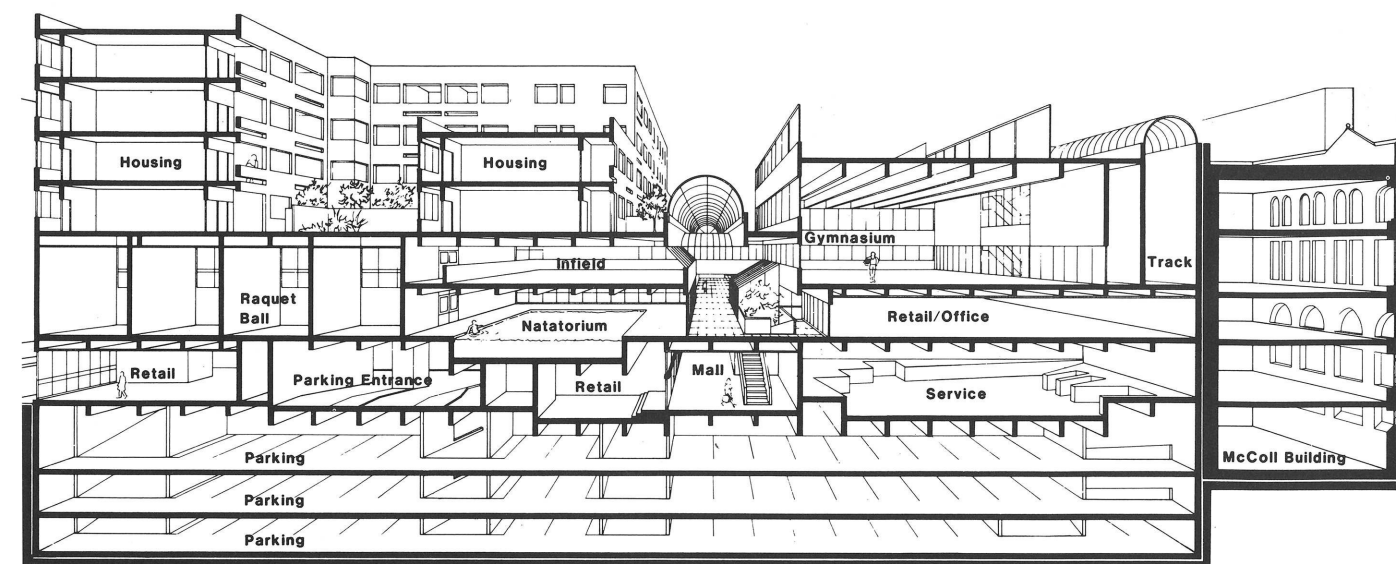 Housing
Housing
Gymnasium
Infield
Track
Raquet
Ball
Natatorium
Retail/Office
Retail
Parking Entrance
Retail
Mall
Service
Parking
McColl Building
Parking
Parking